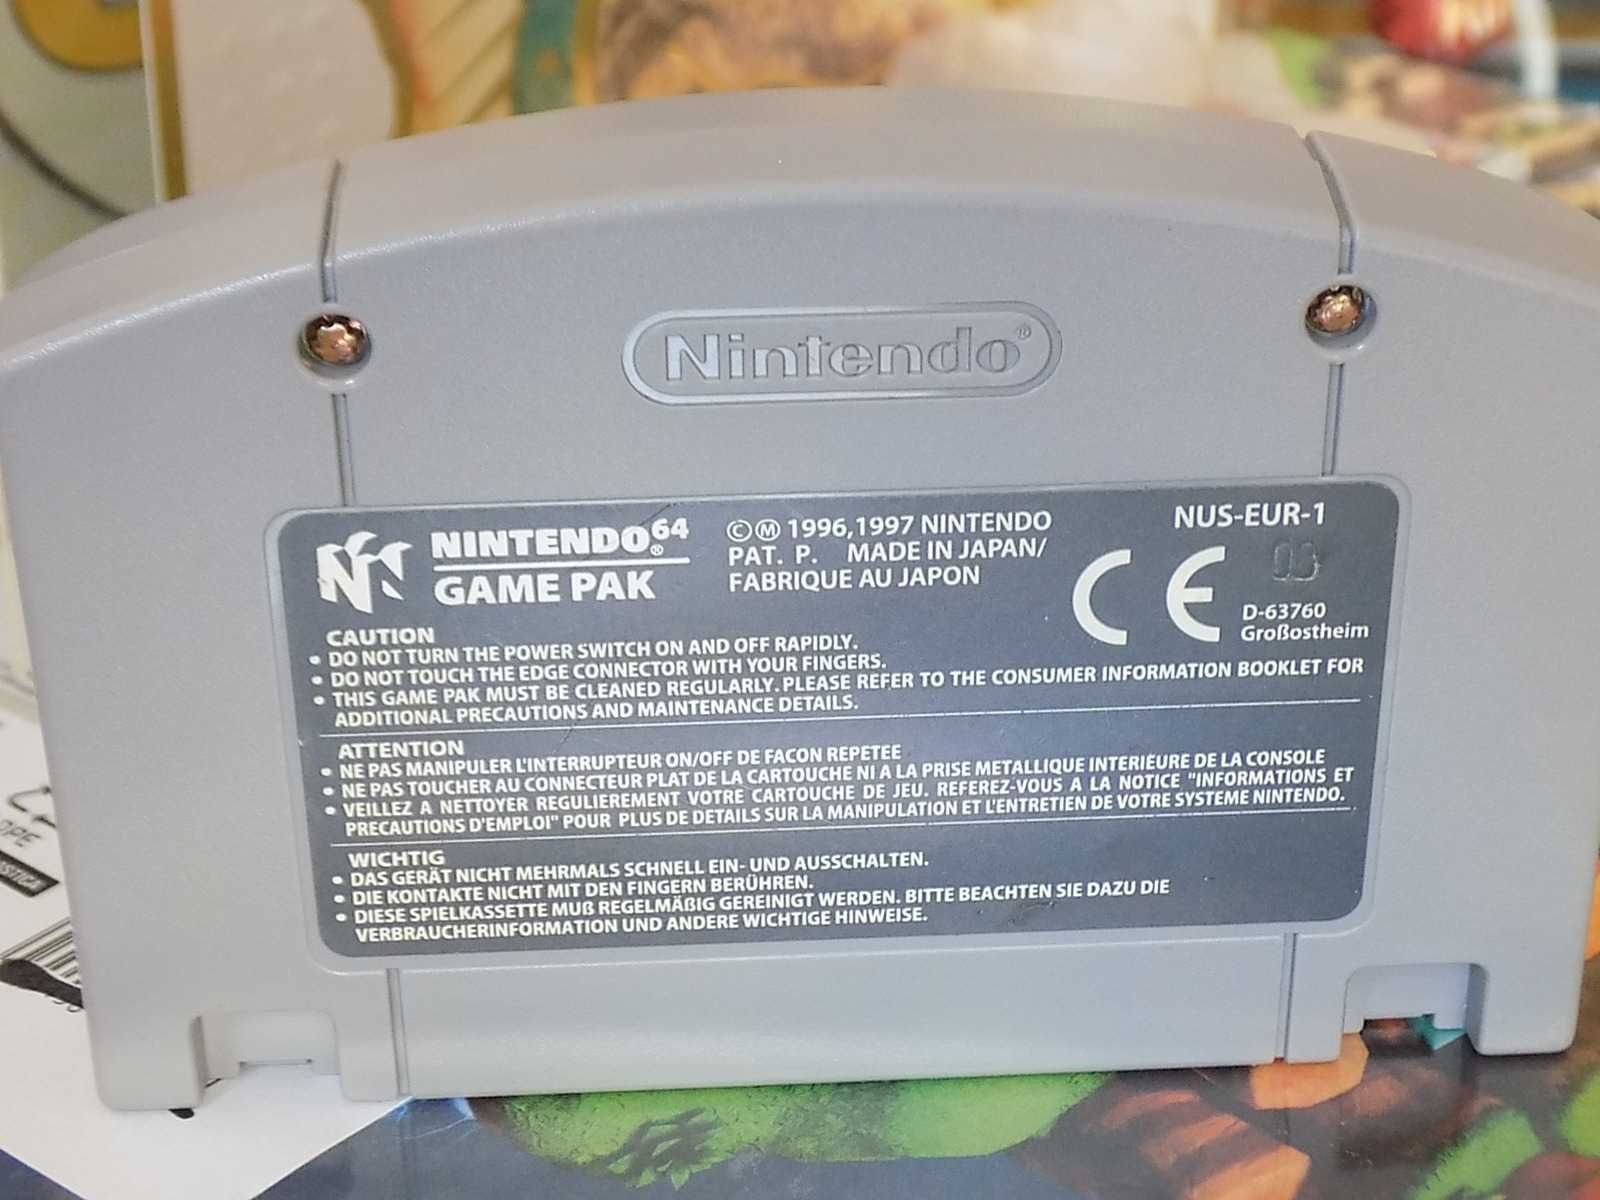 Nintendo®
NINTENDO64®
GAME PAK
©Ⓜ 1996,1997 NINTENDO
PAT. P. MADE IN JAPAN/
FABRIQUE AU JAPON
NUS-EUR-1
CE
03
D-63760
Großostheim
CAUTION
• DO NOT TURN THE POWER SWITCH ON AND OFF RAPIDLY.
• DO NOT TOUCH THE EDGE CONNECTOR WITH YOUR FINGERS.
• THIS GAME PAK MUST BE CLEANED REGULARLY. PLEASE REFER TO THE CONSUMER INFORMATION BOOKLET FOR
ADDITIONAL PRECAUTIONS AND MAINTENANCE DETAILS.
ATTENTION
• NE PAS MANIPULER L'INTERRUPTEUR ON/OFF DE FACON REPETEE
• NE PAS TOUCHER AU CONNECTEUR PLAT DE LA CARTOUCHE NI A LA PRISE METALLIQUE INTERIEURE DE LA CONSOLE
• VEILLEZ A NETTOYER REGULIEREMENT VOTRE CARTOUCHE DE JEU. REFEREZ-VOUS A LA NOTICE "INFORMATIONS ET
PRECAUTIONS D'EMPLOI" POUR PLUS DE DETAILS SUR LA MANIPULATION ET L'ENTRETIEN DE VOTRE SYSTEME NINTENDO.
WICHTIG
• DAS GERÄT NICHT MEHRMALS SCHNELL EIN- UND AUSSCHALTEN.
• DIE KONTAKTE NICHT MIT DEN FINGERN BERÜHREN.
• DIESE SPIELKASSETTE MUß REGELMÄßIG GEREINIGT WERDEN. BITTE BEACHTEN SIE DAZU DIE
VERBRAUCHERINFORMATION UND ANDERE WICHTIGE HINWEISE.